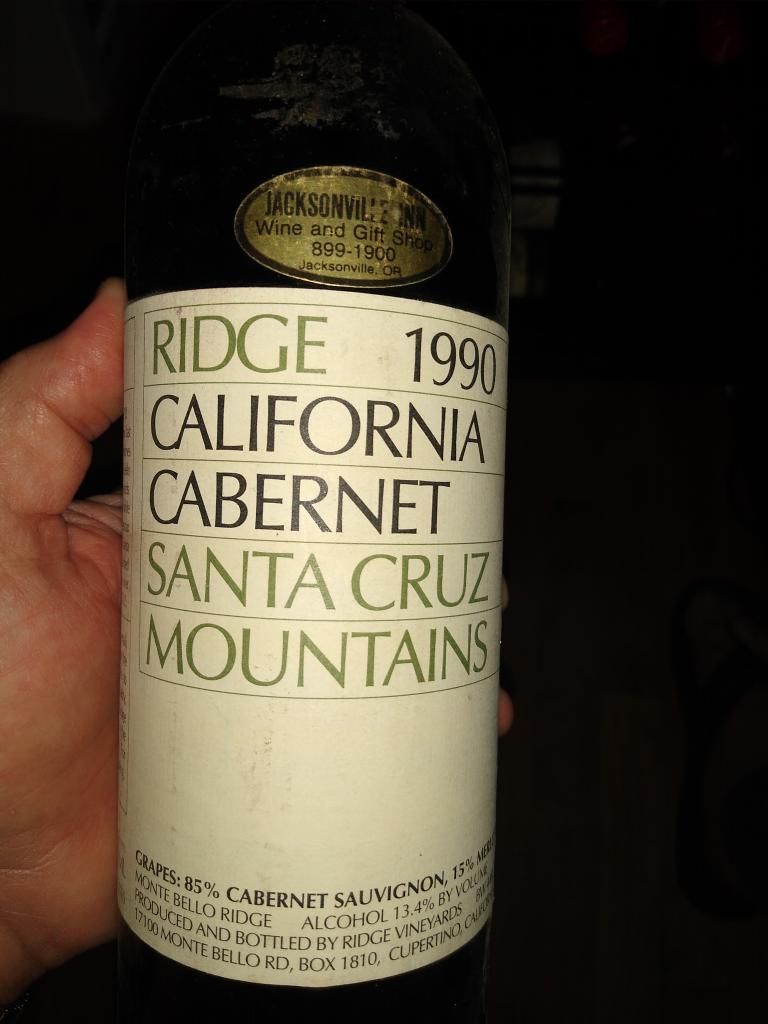 JACKSONVILLE INN
Wine and Gift Shop
899-1900
Jacksonville, OR
RIDGE 1990
CALIFORNIA
CABERNET
SANTA CRUZ
MOUNTAINS
GRAPES: 85% CABERNET SAUVIGNON, 15%
MONTE BELLO RIDGE ALCOHOL 13.4% BY VOLUME
PRODUCED AND BOTTLED BY RIDGE VINEYARDS
17100 MONTE BELLO RD, BOX 1810, CUPERTINO,